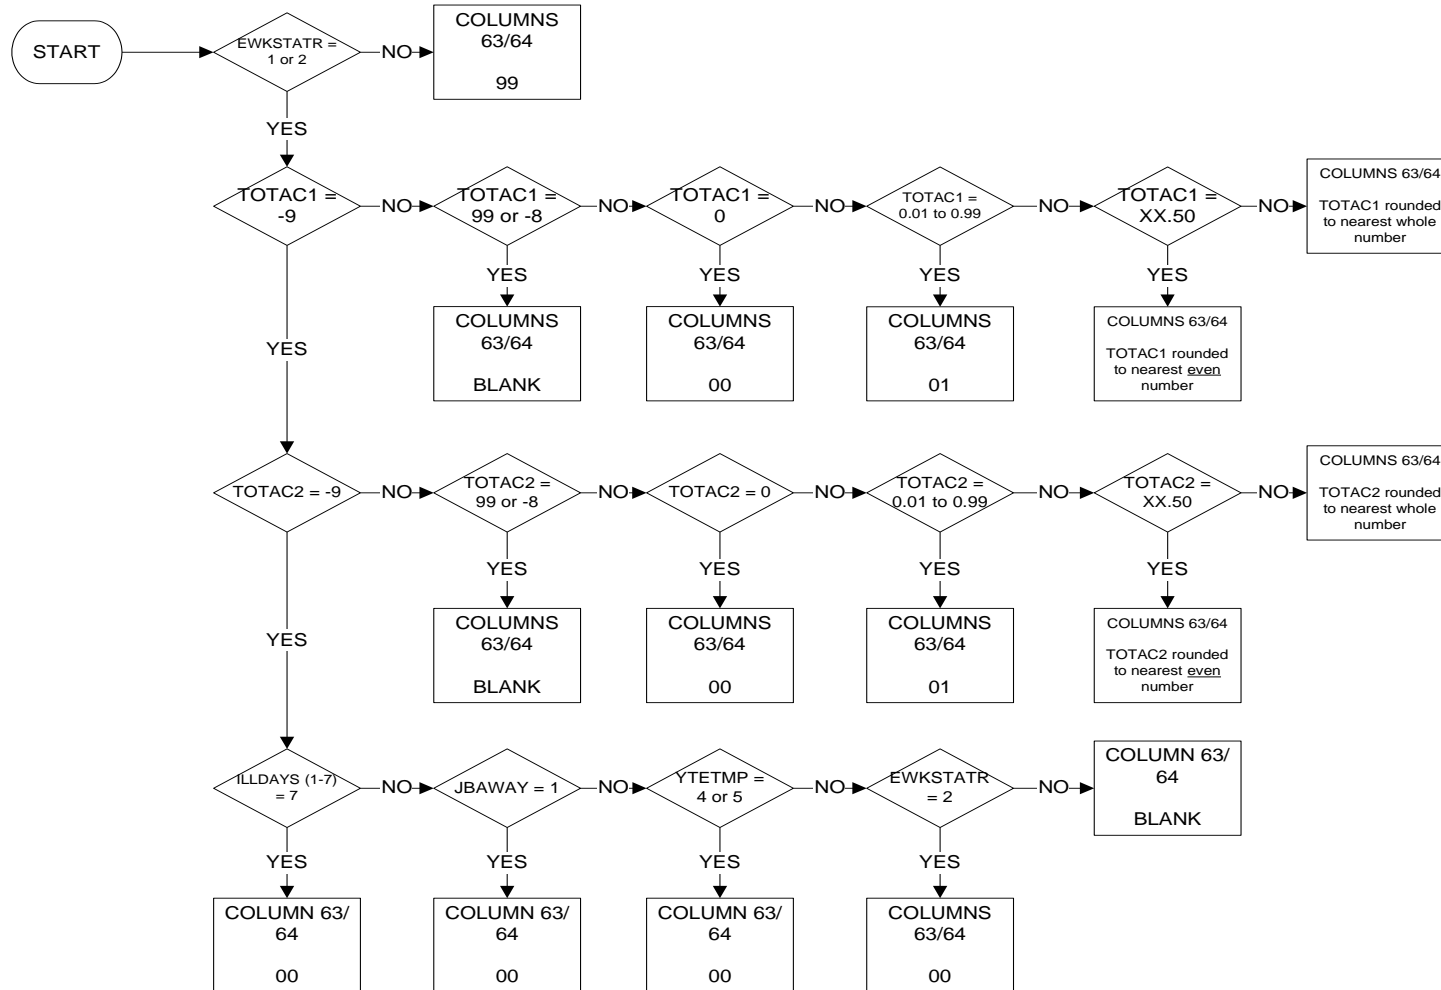 START
EWKSTATR =
1 or 2
NO
COLUMNS
63/64
99
YES
TOTAC1 =
-9
NO
TOTAC1 =
99 or -8
NO
TOTAC1 =
0
NO
TOTAC1 =
0.01 to 0.99
NO
TOTAC1 =
XX.50
NO
COLUMNS 63/64
TOTAC1 rounded
to nearest whole
number
YES
YES
YES
YES
COLUMNS
63/64
BLANK
COLUMNS
63/64
00
COLUMNS
63/64
01
COLUMNS 63/64
TOTAC1 rounded
to nearest even
number
YES
TOTAC2 = -9
NO
TOTAC2 =
99 or -8
NO
TOTAC2 = 0
NO
TOTAC2 =
0.01 to 0.99
NO
TOTAC2 =
XX.50
NO
COLUMNS 63/64
TOTAC2 rounded
to nearest whole
number
YES
YES
YES
YES
COLUMNS
63/64
BLANK
COLUMNS
63/64
00
COLUMNS
63/64
01
COLUMNS 63/64
TOTAC2 rounded
to nearest even
number
YES
ILLDAYS (1-7)
= 7
NO
JBAWAY = 1
NO
YTETMP =
4 or 5
NO
EWKSTATR
= 2
NO
COLUMN 63/
64
BLANK
YES
YES
YES
YES
COLUMN 63/
64
00
COLUMN 63/
64
00
COLUMN 63/
64
00
COLUMNS
63/64
00